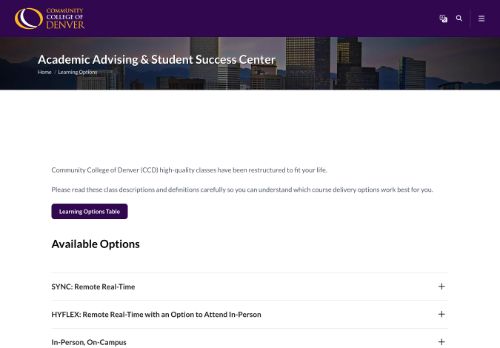 COMMUNITY
COLLEGE OF
DENVER
Academic Advising & Student Success Center
Home / Learning Options
Community College of Denver (CCD) high-quality classes have been restructured to fit your life.
Please read these class descriptions and definitions carefully so you can understand which course delivery options work best for you.
Learning Options Table
Available Options
SYNC: Remote Real-Time
HYFLEX: Remote Real-Time with an Option to Attend In-Person
In-Person, On-Campus